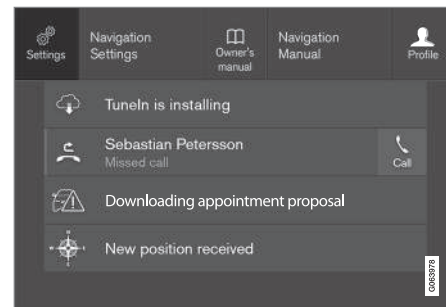 Settings
Navigation
Settings
Owner's
manual
Navigation
Manual
Profile
TuneIn is installing
Sebastian Petersson
Missed call
Call
Downloading appointment proposal
New position received
G063978